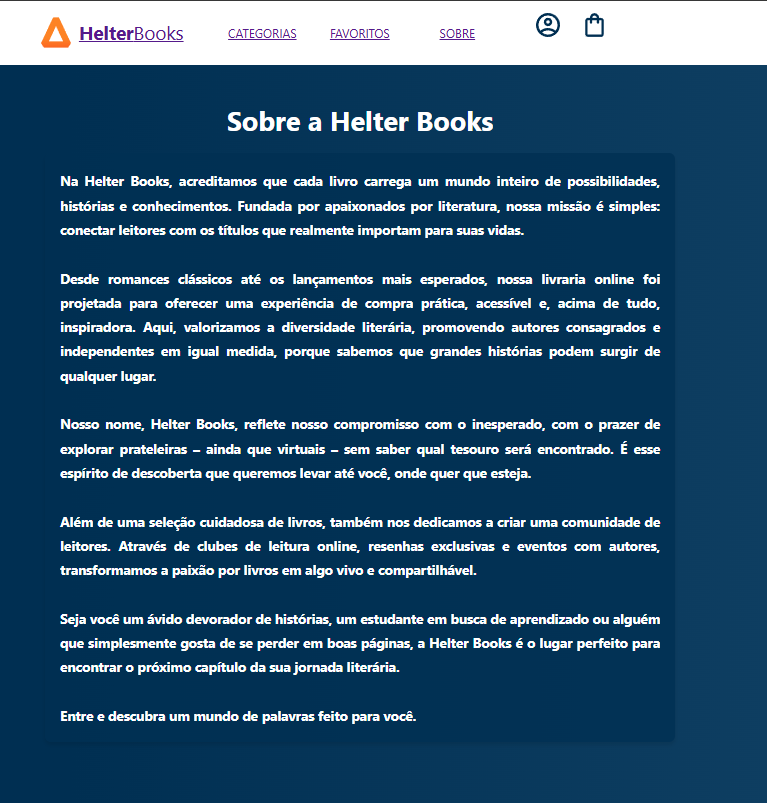 HelterBooks CATEGORIAS FAVORITOS SOBRE
Sobre a Helter Books
Na Helter Books, acreditamos que cada livro carrega um mundo inteiro de possibilidades,
histórias e conhecimentos. Fundada por apaixonados por literatura, nossa missão é simples:
conectar leitores com os títulos que realmente importam para suas vidas.
Desde romances clássicos até os lançamentos mais esperados, nossa livraria online foi
projetada para oferecer uma experiência de compra prática, acessível e, acima de tudo,
inspiradora. Aqui, valorizamos a diversidade literária, promovendo autores consagrados e
independentes em igual medida, porque sabemos que grandes histórias podem surgir de
qualquer lugar.
Nosso nome, Helter Books, reflete nosso compromisso com o inesperado, com o prazer de
explorar prateleiras – ainda que virtuais – sem saber qual tesouro será encontrado. É esse
espírito de descoberta que queremos levar até você, onde quer que esteja.
Além de uma seleção cuidadosa de livros, também nos dedicamos a criar uma comunidade de
leitores. Através de clubes de leitura online, resenhas exclusivas e eventos com autores,
transformamos a paixão por livros em algo vivo e compartilhável.
Seja você um ávido devorador de histórias, um estudante em busca de aprendizado ou alguém
que simplesmente gosta de se perder em boas páginas, a Helter Books é o lugar perfeito para
encontrar o próximo capítulo da sua jornada literária.
Entre e descubra um mundo de palavras feito para você.